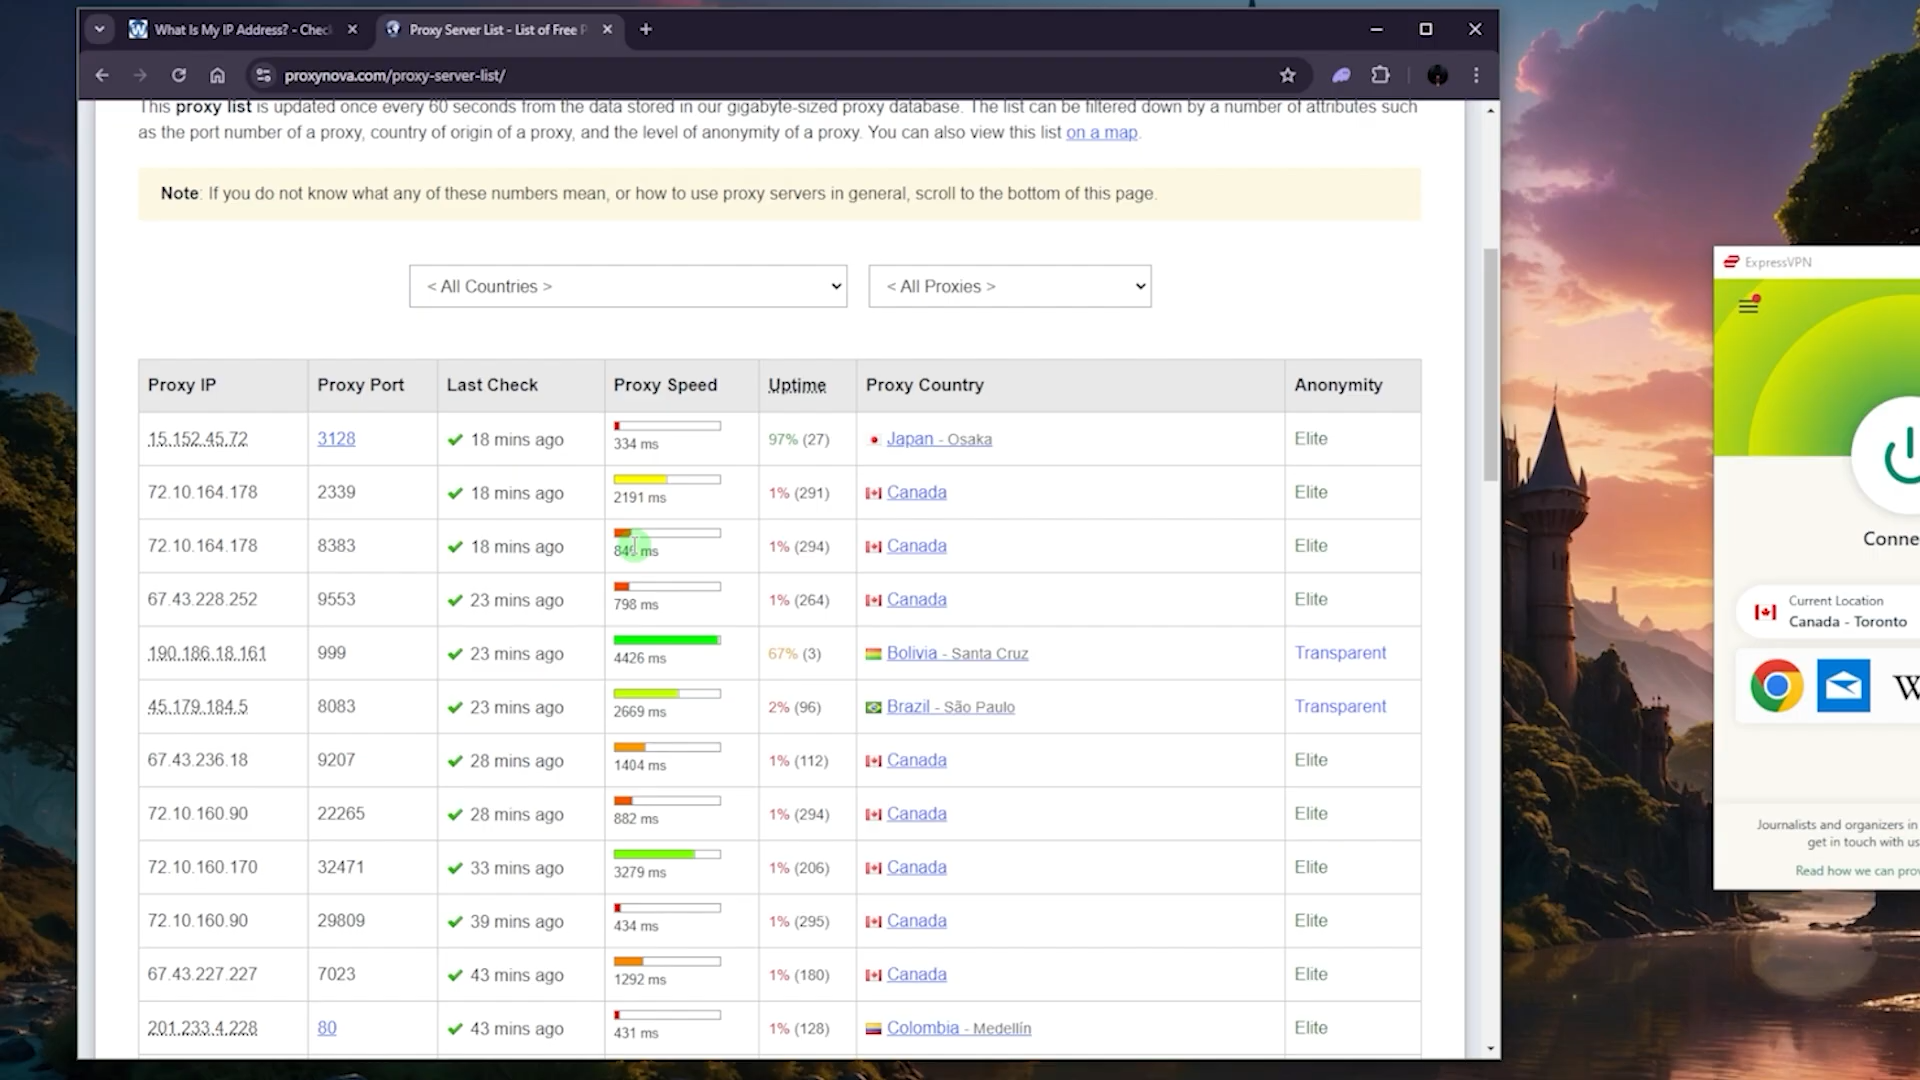 What Is My IP Address? - Chec
Proxy Server List - List of Free P
proxynova.com/proxy-server-list/
This proxy list is updated once every 60 seconds from the data stored in our gigabyte-sized proxy database. The list can be filtered down by a number of attributes such
as the port number of a proxy, country of origin of a proxy, and the level of anonymity of a proxy. You can also view this list on a map.
Note: If you do not know what any of these numbers mean, or how to use proxy servers in general, scroll to the bottom of this page.
< All Countries > < All Proxies >
Proxy IP Proxy Port Last Check Proxy Speed Uptime Proxy Country Anonymity
15.152.45.72 3128 18 mins ago 334 ms 97% (27) Japan - Osaka Elite
72.10.164.178 2339 18 mins ago 2191 ms 1% (291) Canada Elite
72.10.164.178 8383 18 mins ago ms 1% (294) Canada Elite
67.43.228.252 9553 23 mins ago 798 ms 1% (264) Canada Elite
190.186.18.161 999 23 mins ago 4426 ms 67% (3) Bolivia - Santa Cruz Transparent
45.179.184.5 8083 23 mins ago 2669 ms 2% (96) Brazil - São Paulo Transparent
67.43.236.18 9207 28 mins ago 1404 ms 1% (112) Canada Elite
72.10.160.90 22265 28 mins ago 882 ms 1% (294) Canada Elite
72.10.160.170 32471 33 mins ago 3279 ms 1% (206) Canada Elite
72.10.160.90 29809 39 mins ago 434 ms 1% (295) Canada Elite
67.43.227.227 7023 43 mins ago 1292 ms 1% (180) Canada Elite
201.233.4.228 80 43 mins ago 431 ms 1% (128) Colombia - Medellín Elite
ExpressVPN
Conne
Current Location
Canada - Toronto
W
Journalists and organizers in
get in touch with us
Read how we can prov